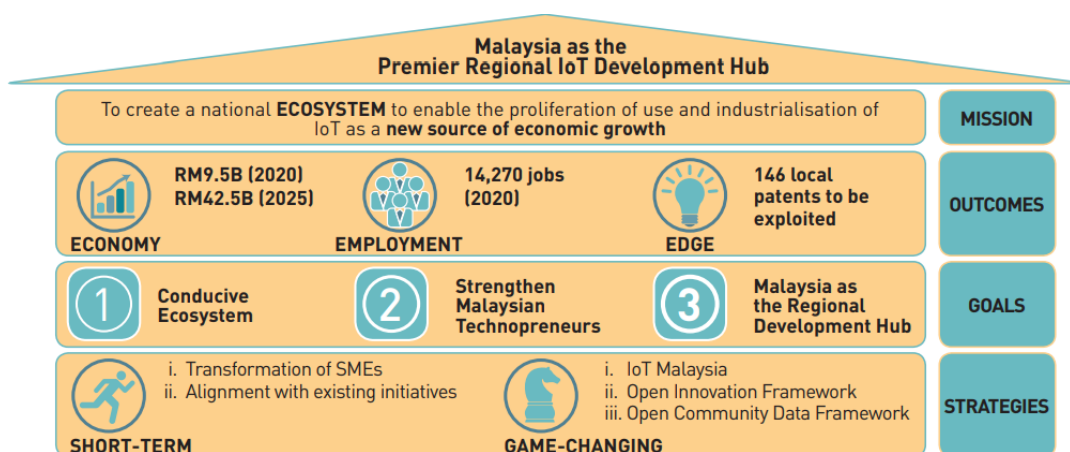 Malaysia as the
Premier Regional IoT Development Hub
To create a national ECOSYSTEM to enable the proliferation of use and industrialisation of
IoT as a new source of economic growth
MISSION
RM9.5B (2020)
RM42.5B (2025)
ECONOMY
14,270 jobs
(2020)
EMPLOYMENT
146 local
patents to be
exploited
EDGE
OUTCOMES
1
Conducive
Ecosystem
2
Strengthen
Malaysian
Technopreneurs
3
Malaysia as
the Regional
Development Hub
GOALS
i. Transformation of SMEs
ii. Alignment with existing initiatives
SHORT-TERM
i. IoT Malaysia
ii. Open Innovation Framework
iii. Open Community Data Framework
GAME-CHANGING
STRATEGIES